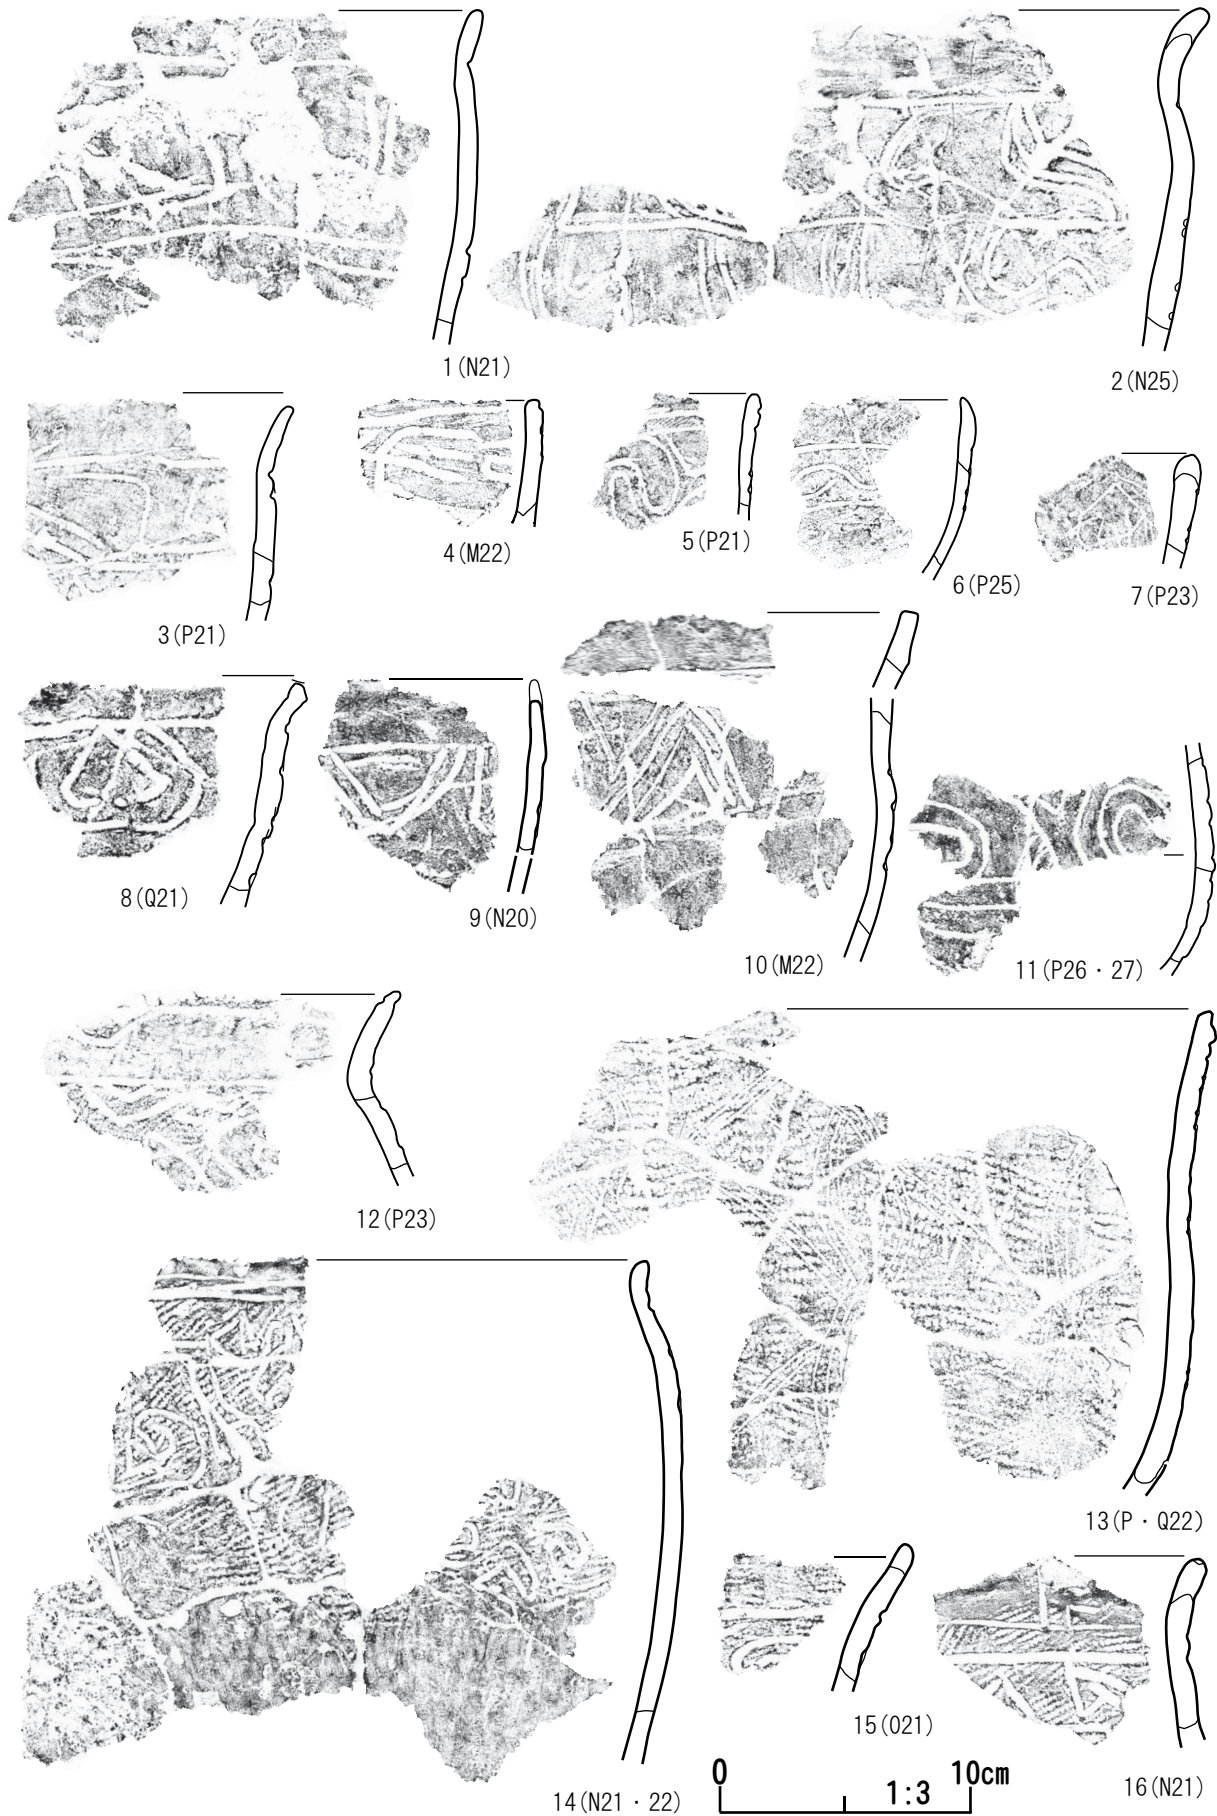 1(N21)
2(N25)
3(P21)
4(M22)
5(P21)
6(P25)
7(P23)
8(Q21)
9(N20)
10(M22)
11(P26・27)
12(P23)
13(P・Q22)
14(N21・22)
15(O21)
16(N21)
0 10cm
1:3